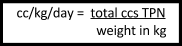 cc/kg/day = total ccs TPN
weight in kg